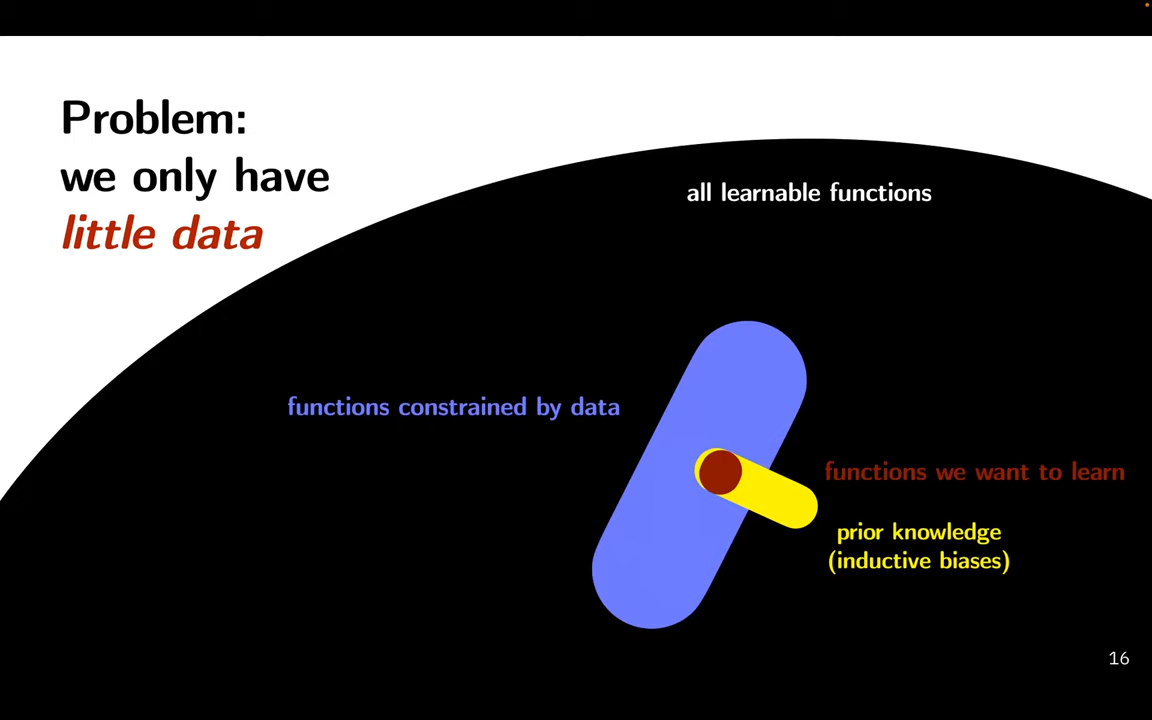 Problem:
we only have
little data
all learnable functions
functions constrained by data
functions we want to learn
prior knowledge
(inductive biases)
16